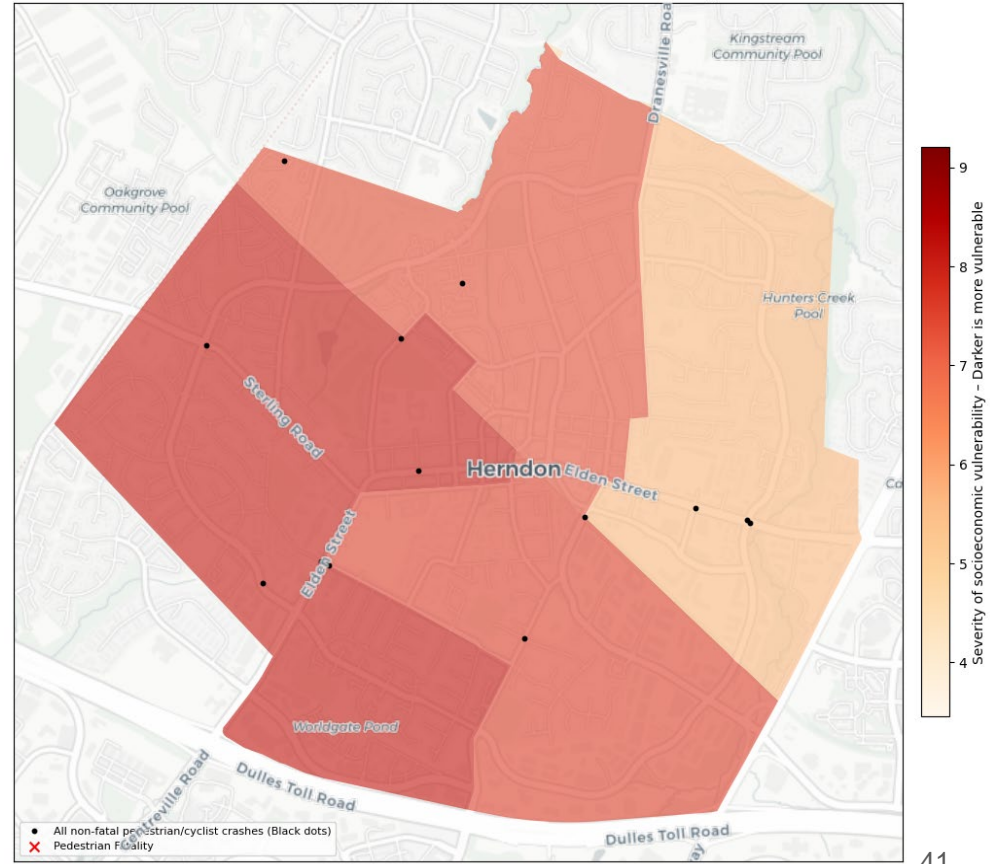 Dranesville Roa
Kingstream
Community Pool
Oakgrove
Community Pool
Hunters Creek
Pool
Sterling Road
Herndon
Elden Street
Elden Street
Worldgate Pond
Dulles Toll Road
Dulles Toll Road
9
8
7
6
5
4
Severity of socioeconomic vulnerability – Darker is more vulnerable
All non-fatal pedestrian/cyclist crashes (Black dots)
Pedestrian Fatality
41